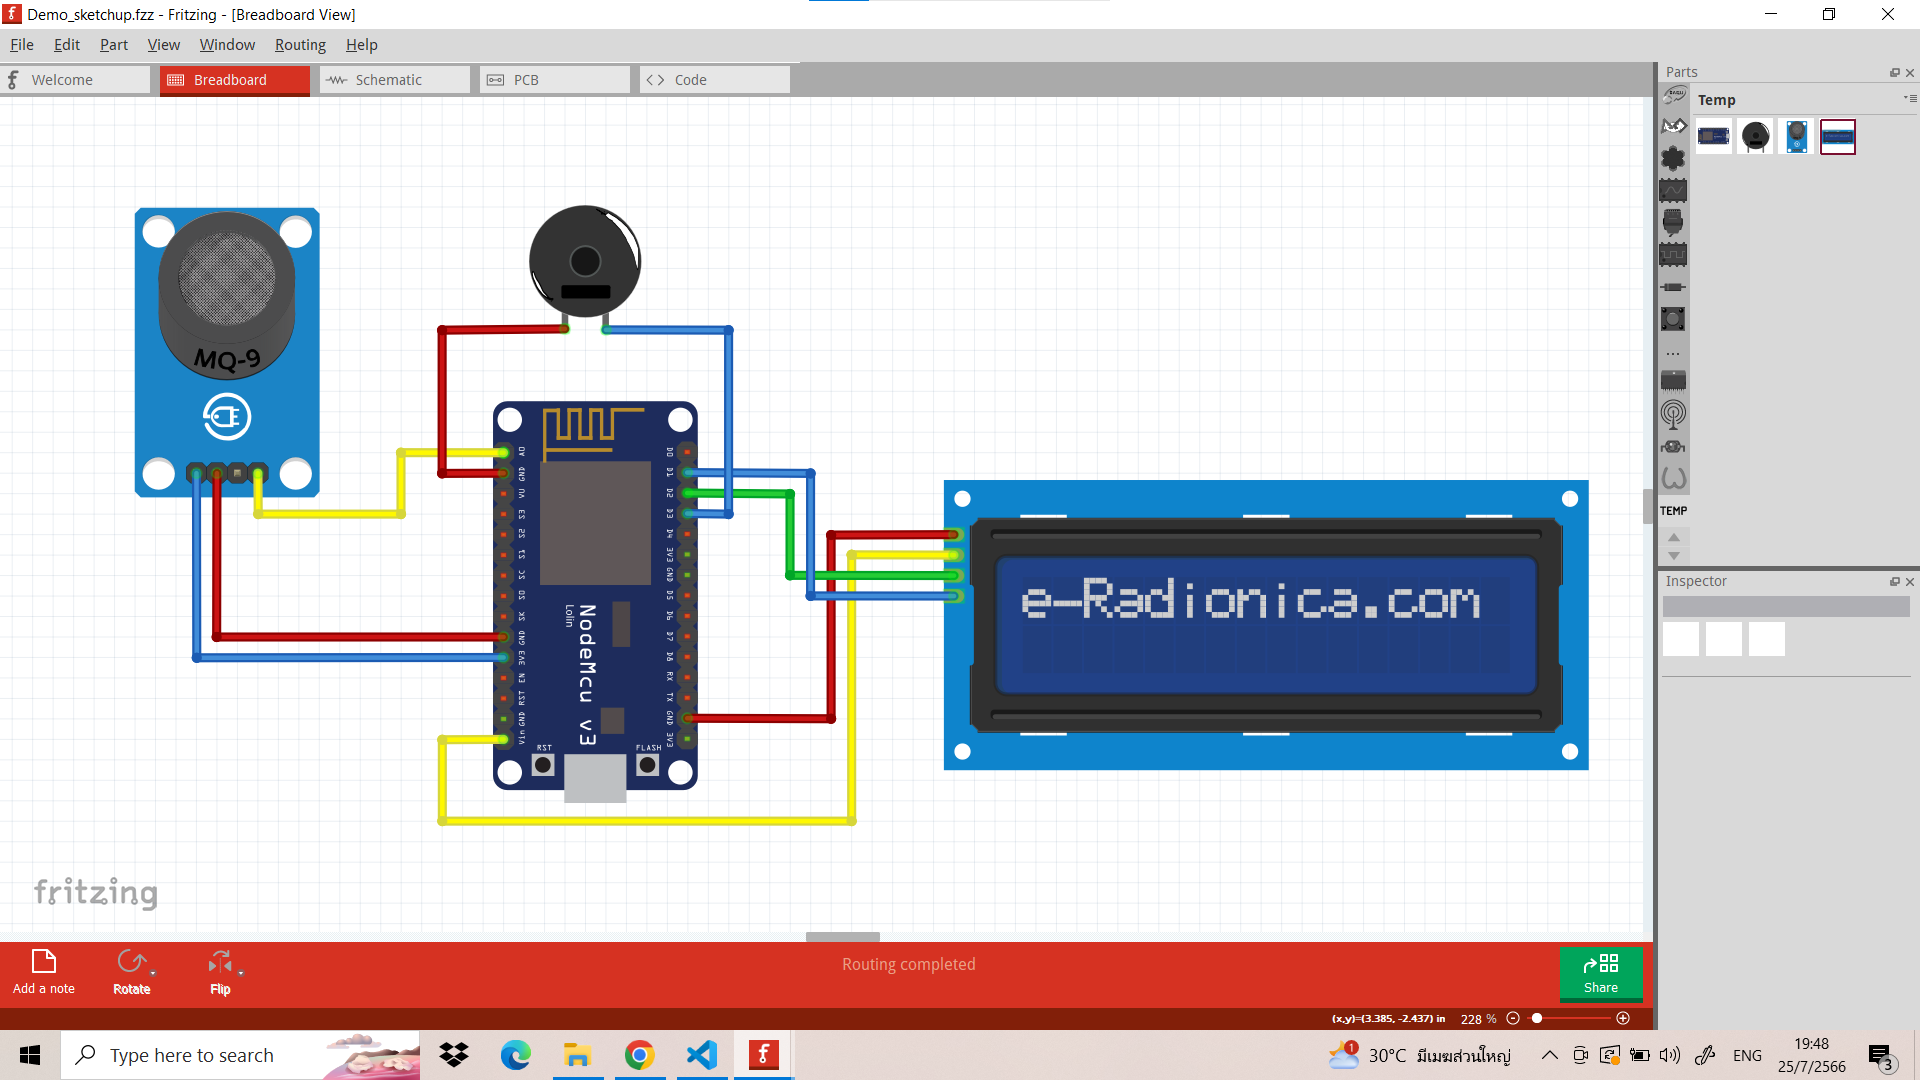 Demo_sketchup.fzz - Fritzing - [Breadboard View]
File Edit Part View Window Routing Help
Welcome
Breadboard
Schematic
PCB
Code
Parts
Temp
TEMP
Inspector
MQ-9
A0
GND
VU
S3
S2
S1
SC
S0
SK
GND
3V3
EN
RST
GND
Vin
D0
D1
D2
D3
D4
3V3
GND
D5
D6
D7
D8
RX
TX
GND
3V3
NodeMcu v3
Lolin
RST
FLASH
e-Radionica.com
fritzing
Add a note
Rotate
Flip
Routing completed
Share
(x,y)=(3.385, -2.437) in
228 %
Type here to search
1
30°C มีเมฆส่วนใหญ่
ENG
19:48
25/7/2566
3